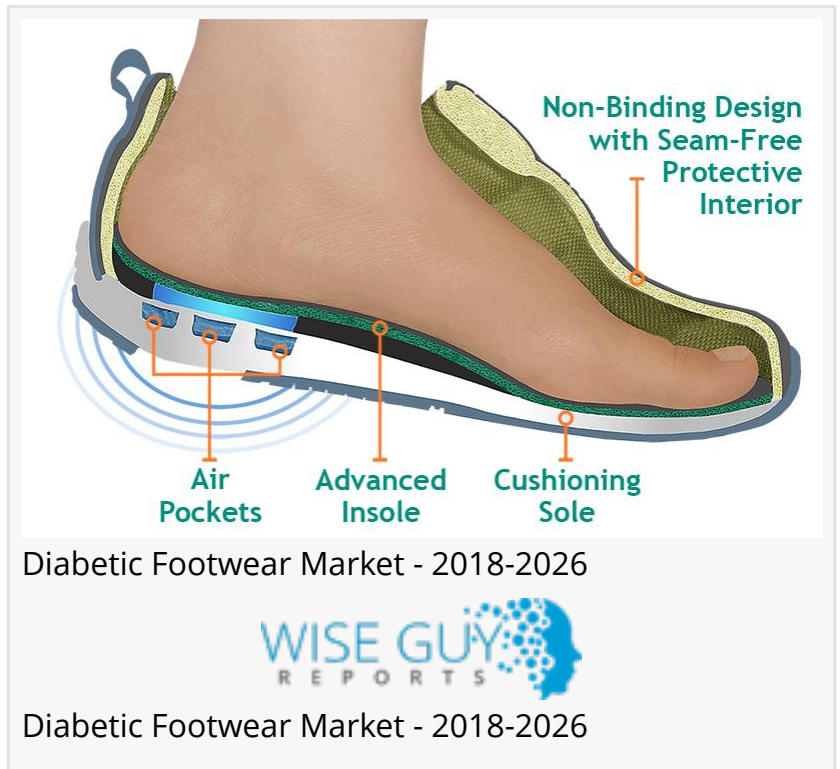 Non-Binding Design
with Seam-Free
Protective
Interior
Air
Pockets
Advanced
Insole
Cushioning
Sole
Diabetic Footwear Market - 2018-2026
WISE GUY
REPORTS
Diabetic Footwear Market - 2018-2026